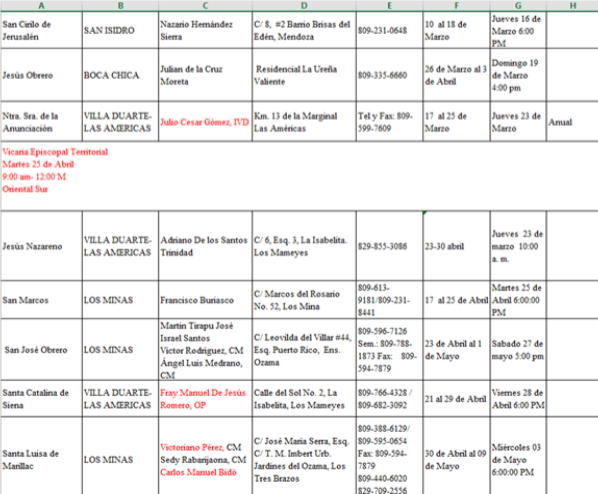 A B C D E F G H
San Cirilo de Jerusalén SAN ISIDRO Nazario Hernández Sierra C/ 8, #2 Barrio Brisas del Edén, Mendoza 809-231-0648 10 al 18 de Marzo Jueves 16 de Marzo 6:00 PM
Jesús Obrero BOCA CHICA Julian de la Cruz Moreta Residencial La Ureña Valiente 809-335-6660 26 de Marzo al 3 de Abril Domingo 19 de Marzo 4:00 pm
Ntra. Sra. de la Anunciación VILLA DUARTE-LAS AMERICAS Julio Cesar Gómez, IVD Km. 13 de la Marginal Las Américas Tel y Fax: 809-599-7609 17 al 25 de Marzo Jueves 23 de Marzo Anual
Vicaria Episcopal Territorial
Martes 25 de Abril
9:00 am- 12:00 M
Oriental Sur
Jesús Nazareno VILLA DUARTE-LAS AMERICAS Adriano De los Santos Trinidad C/ 6, Esq. 3, La Isabelita. Los Mameyes 829-855-3086 23-30 abril Jueves 23 de marzo 10:00 a. m.
San Marcos LOS MINAS Francisco Buriasco C/ Marcos del Rosario No. 52, Los Mina 809-613-9181/809-231-8441 17 al 25 de Abril Martes 25 de Abril 6:00:00 PM
San José Obrero LOS MINAS Martin Tirapu José Israel Santos Victor Rodriguez, CM Ángel Luis Medrano, CM C/ Leovilda del Villar #44, Esq. Puerto Rico, Ens. Ozama 809-596-7126 Sem.: 809-788-1873 Fax: 809-594-7879 23 de Abril al 1 de Mayo Sabado 27 de mayo 5:00 pm
Santa Catalina de Siena VILLA DUARTE-LAS AMERICAS Fray Manuel De Jesús Romero, OP Calle del Sol No. 2, La Isabelita, Los Mameyes 809-766-4328 / 809-682-3092 21 al 29 de Abril Viernes 28 de Abril 6:00 PM
Santa Luisa de Marillac LOS MINAS Victoriano Pérez, CM Sedy Rabarijaona, CM Carlos Manuel Bidó C/ José Maria Serra, Esq. C/ T. M. Imbert Urb. Jardines del Ozama, Los Tres Brazos 809-388-6129/ 809-595-0654 Fax: 809-594-7879 809-440-6020 829-709-2556 30 de Abril al 09 de Mayo Miércoles 03 de Mayo 6:00:00 PM